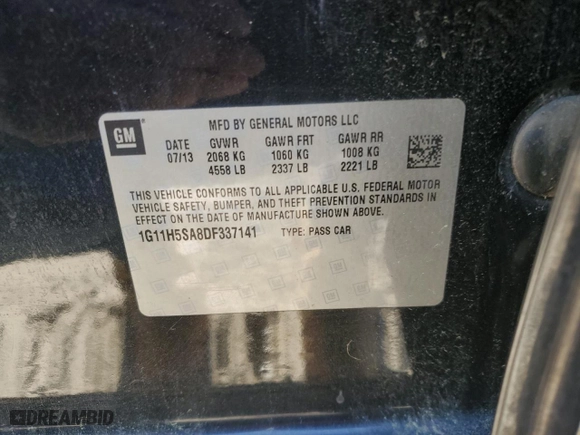 MFD BY GENERAL MOTORS LLC
GM
DATE GVWR GAWR FRT GAWR RR
07/13 2068 KG 1060 KG 1008 KG
4558 LB 2337 LB 2221 LB
THIS VEHICLE CONFORMS TO ALL APPLICABLE U.S. FEDERAL MOTOR
VEHICLE SAFETY, BUMPER, AND THEFT PREVENTION STANDARDS IN
EFFECT ON THE DATE OF MANUFACTURE SHOWN ABOVE.
1G11H5SA8DF337141 TYPE: PASS CAR
DREAMBID